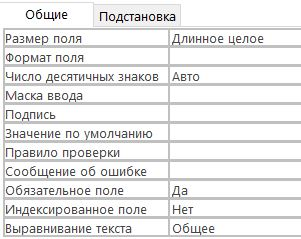 Общие Подстановка
Размер поля Длинное целое
Формат поля
Число десятичных знаков Авто
Маска ввода
Подпись
Значение по умолчанию
Правило проверки
Сообщение об ошибке
Обязательное поле Да
Индексированное поле Нет
Выравнивание текста Общее